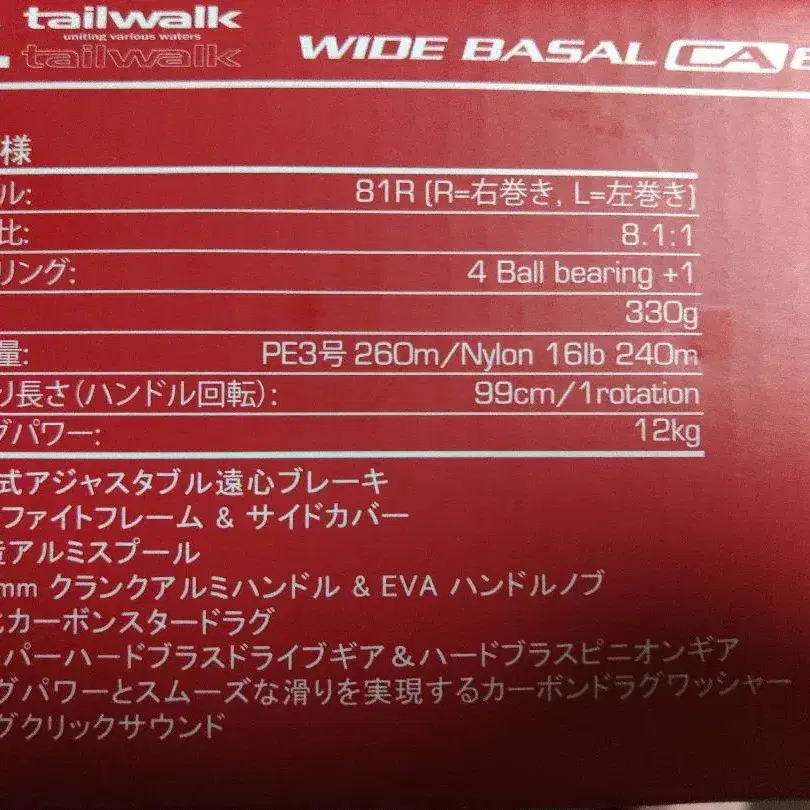 tailwalk
uniting various waters
tailwalk
WIDE BASAL CA
様
ル: 81R (R=右巻き, L=左巻き)
比: 8.1:1
リング: 4 Ball bearing +1
330g
量: PE3号 260m/Nylon 16lb 240m
り長さ(ハンドル回転): 99cm/1rotation
グパワー: 12kg
式アジャスタブル遠心ブレーキ
ファイトフレーム & サイドカバー
造アルミスプール
mm クランクアルミハンドル & EVA ハンドルノブ
カーボンスタードラグ
パーハードブラスドライブギア&ハードブラスピニオンギア
グパワーとスムーズな滑りを実現するカーボンドラグワッシャー
グクリックサウンド